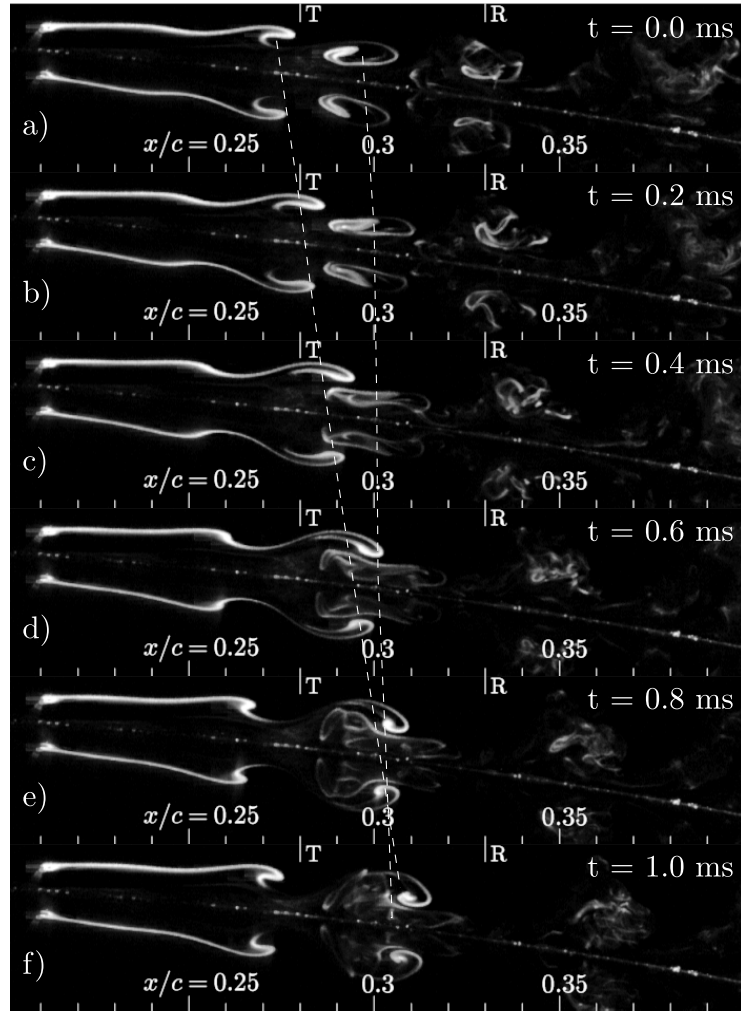 T R t = 0.0 ms
a) x/c = 0.25 0.3 0.35
T R t = 0.2 ms
b) x/c = 0.25 0.3 0.35
T R t = 0.4 ms
c) x/c = 0.25 0.3 0.35
T R t = 0.6 ms
d) x/c = 0.25 0.3 0.35
T R t = 0.8 ms
e) x/c = 0.25 0.3 0.35
T R t = 1.0 ms
f) x/c = 0.25 0.3 0.35